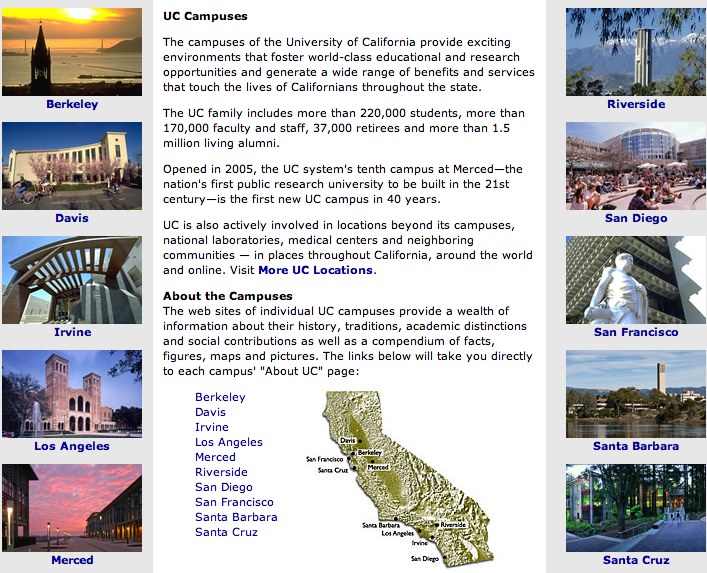 Berkeley
Davis
Irvine
Los Angeles
Merced
UC Campuses
The campuses of the University of California provide exciting
environments that foster world-class educational and research
opportunities and generate a wide range of benefits and services
that touch the lives of Californians throughout the state.
The UC family includes more than 220,000 students, more than
170,000 faculty and staff, 37,000 retirees and more than 1.5
million living alumni.
Opened in 2005, the UC system's tenth campus at Merced—the
nation's first public research university to be built in the 21st
century—is the first new UC campus in 40 years.
UC is also actively involved in locations beyond its campuses,
national laboratories, medical centers and neighboring
communities — in places throughout California, around the world
and online. Visit More UC Locations.
About the Campuses
The web sites of individual UC campuses provide a wealth of
information about their history, traditions, academic distinctions
and social contributions as well as a compendium of facts,
figures, maps and pictures. The links below will take you directly
to each campus' "About UC" page:
Berkeley
Davis
Irvine
Los Angeles
Merced
Riverside
San Diego
San Francisco
Santa Barbara
Santa Cruz
Davis
Berkeley
San Francisco
Merced
Santa Cruz
Santa Barbara
Riverside
Los Angeles
Irvine
San Diego
Riverside
San Diego
San Francisco
Santa Barbara
Santa Cruz